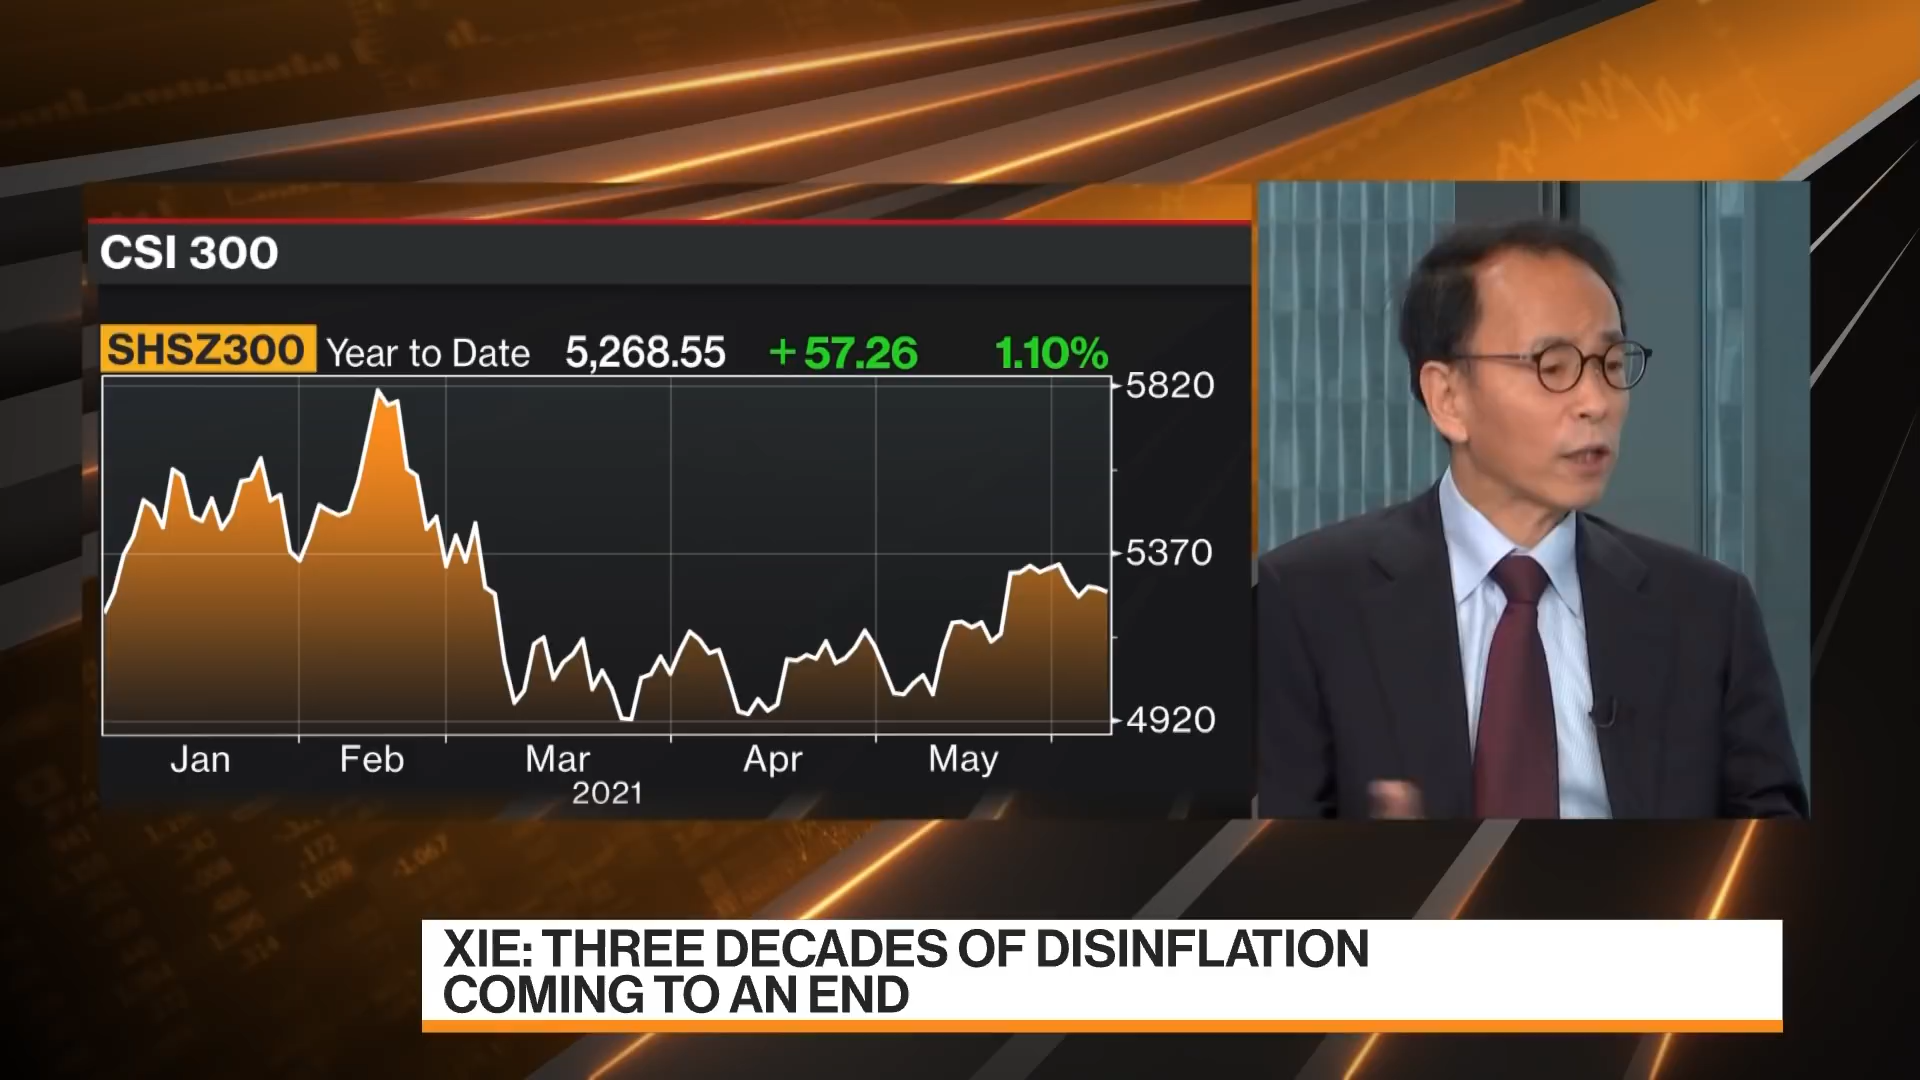 CSI 300
SHSZ300 Year to Date 5,268.55 +57.26 1.10%
5820
5370
4920
Jan Feb Mar Apr May
2021
XIE: THREE DECADES OF DISINFLATION
COMING TO AN END